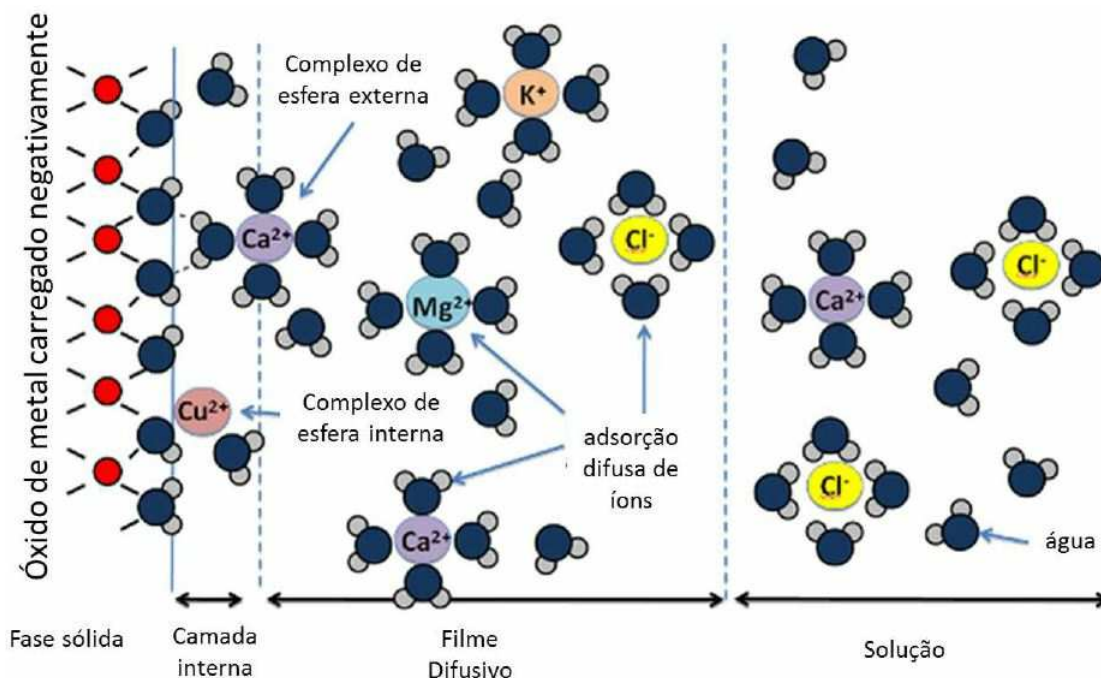 Óxido de metal carregado negativamente
Complexo de
esfera externa
K⁺
Ca²⁺
Cl⁻
Mg²⁺
Cl⁻
Ca²⁺
Cu²⁺
Complexo de
esfera interna
adsorção
difusa de
íons
Cl⁻
Ca²⁺
água
Fase sólida
Camada
interna
Filme
Difusivo
Solução